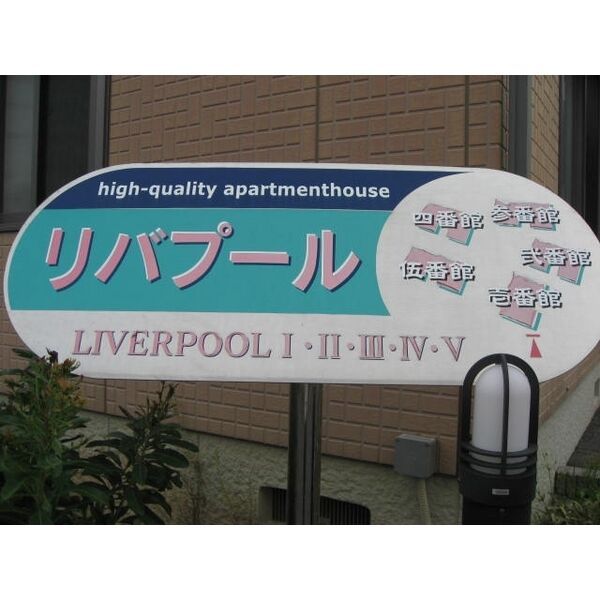 high-quality apartmenthouse
リバプール
LIVERPOOL I・II・III・IV・V
四番館
参番館
伍番館
弐番館
壱番館